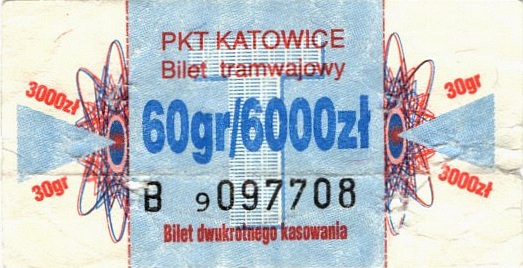 PKT KATOWICE
Bilet tramwajowy
3000zł
30gr
60gr/6000zł
30gr
3000zł
B 9097708
Bilet dwukrotnego kasowania